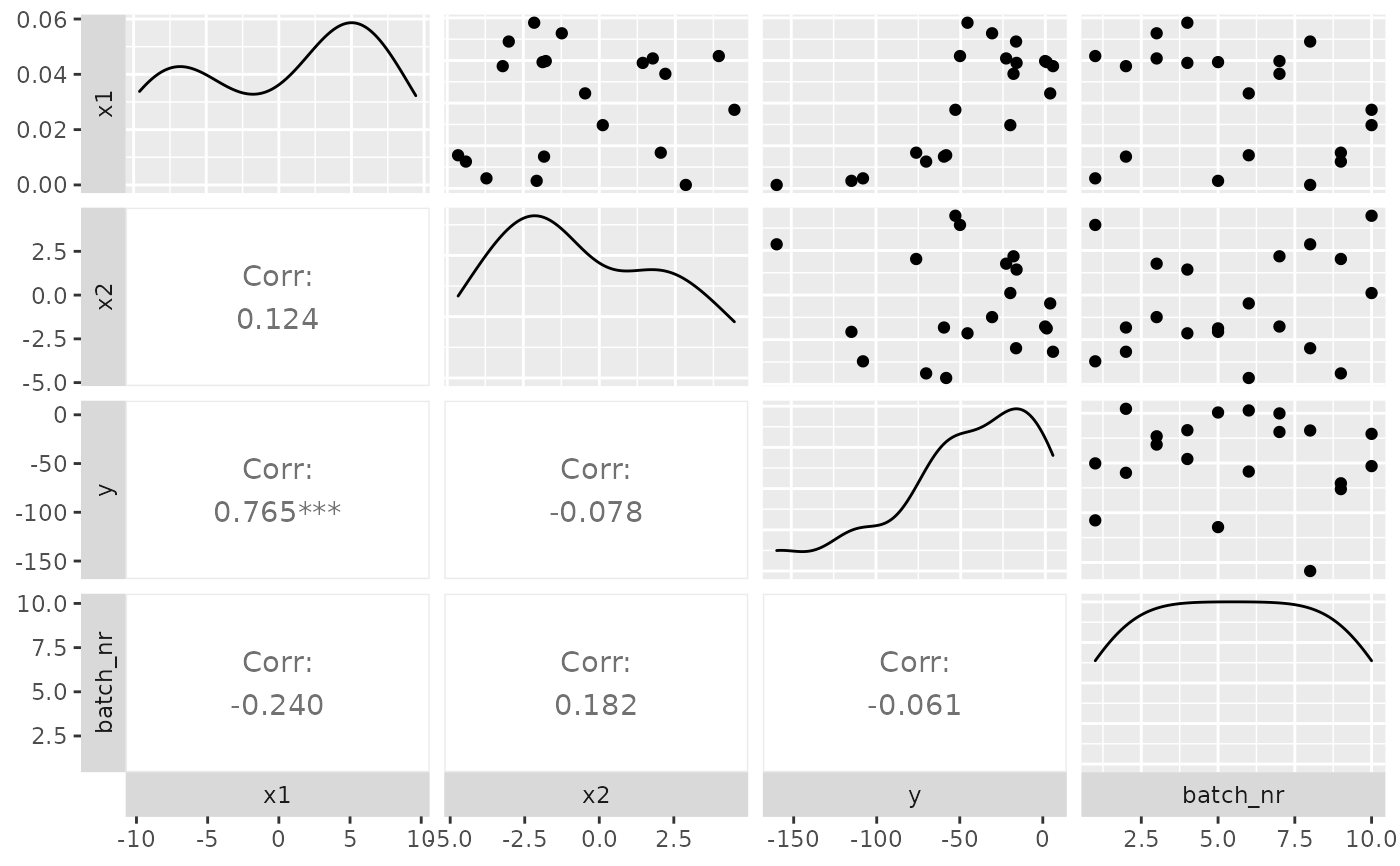 0.06
0.04
0.02
0.00
x1
2.5
0.0
-2.5
-5.0
x2
Corr:
0.124
0
-50
-100
-150
y
Corr:
0.765***
Corr:
-0.078
10.0
7.5
5.0
2.5
batch_nr
Corr:
-0.240
Corr:
0.182
Corr:
-0.061
x1 x2 y batch_nr
-10 -5 0 5 10 -5.0 -2.5 0.0 2.5 -150 -100 -50 0 2.5 5.0 7.5 10.0